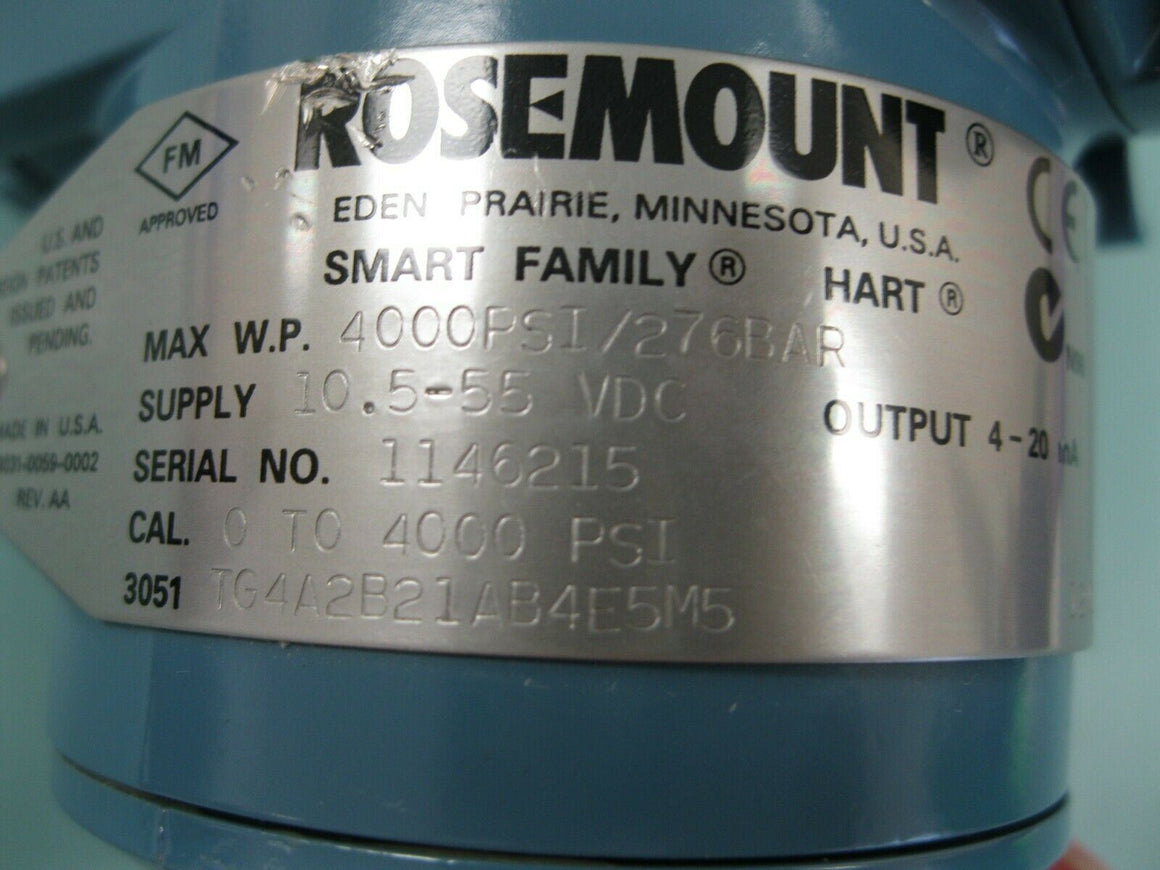 ROSEMOUNT ®
EDEN PRAIRIE, MINNESOTA, U.S.A.
SMART FAMILY ® HART ®
MAX W.P. 4000PSI/276BAR
SUPPLY 10.5-55 VDC
OUTPUT 4-20 mA
SERIAL NO. 1146215
CAL. 0 TO 4000 PSI
3051 TG4A2B21AB4E5M5
FM
APPROVED
U.S. AND
PATENTS
ISSUED AND
PENDING.
MADE IN U.S.A.
REV. AA
CE